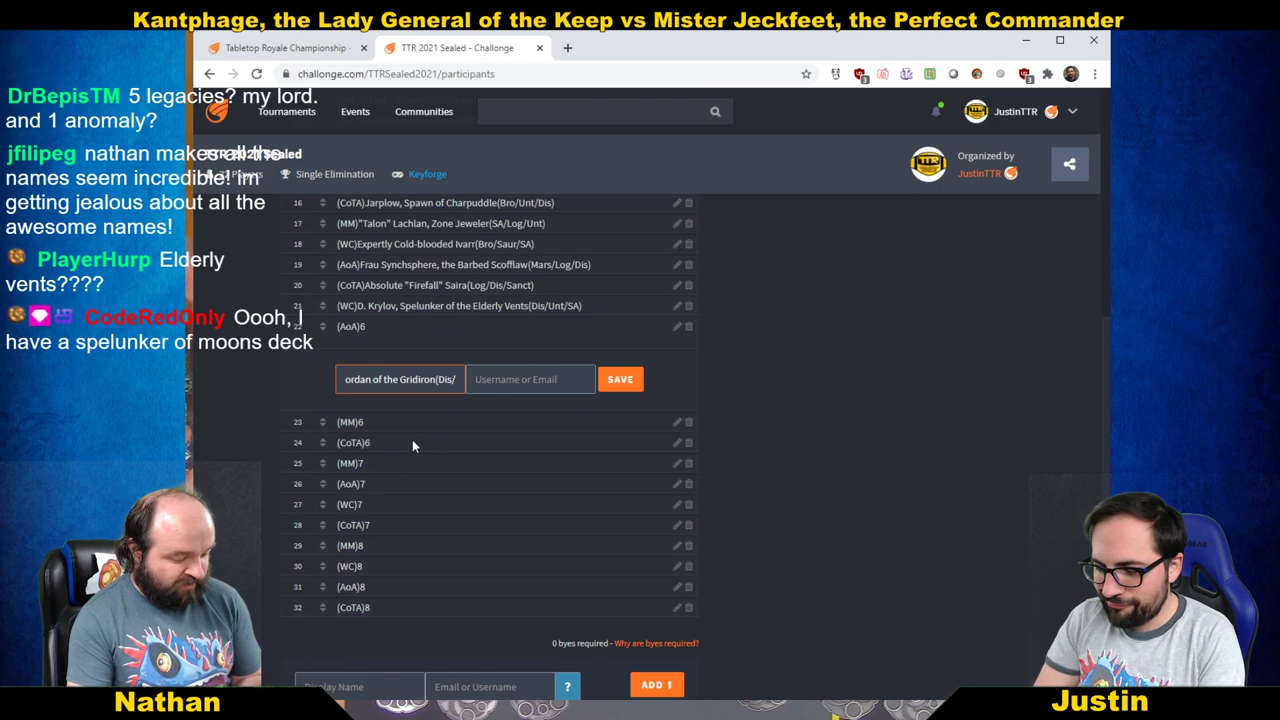 Kantphage, the Lady General of the Keep vs Mister Jeckfeet, the Perfect Commander
Tabletop Royale Championship -
TTR 2021 Sealed - Challonge
challonge.com/TTRSealed2021/participants
DrBepisTM 5 legacies? my lord.
and 1 anomaly?
jfilipeg nathan makes all the
names seem incredible! Im
getting jealous about all the
awesome names!
PlayerHurp Elderly
vents????
CodeRedOnly Oooh, I
have a spelunker of moons deck
Tournaments
Events
Communities
JustinTTR
TTR 2021 Sealed
Players
Single Elimination
Keyforge
Organized by
JustinTTR
16 (CoTA)Jarplow, Spawn of Charpuddle(Bro/Unt/Dis)
17 (MM)"Talon" Lachlan, Zone Jeweler(SA/Log/Unt)
18 (WC)Expertly Cold-blooded Ivarr(Bro/Saur/SA)
19 (AoA)Frau Synchsphere, the Barbed Scofflaw(Mars/Log/Dis)
20 (CoTA)Absolute "Firefall" Saira(Log/Dis/Sanct)
21 (WC)D. Krylov, Spelunker of the Elderly Vents(Dis/Unt/SA)
22 (AoA)6
ordan of the Gridiron(Dis/
Username or Email
SAVE
23 (MM)6
24 (CoTA)6
25 (MM)7
26 (AoA)7
27 (WC)7
28 (CoTA)7
29 (MM)8
30 (WC)8
31 (AoA)8
32 (CoTA)8
0 byes required - Why are byes required?
Display Name
Email or Username
?
ADD
Nathan
Justin